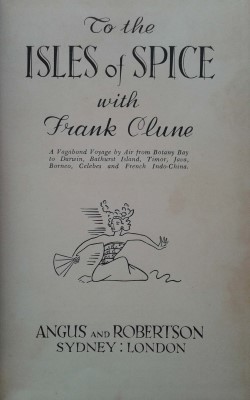 To the
ISLES of SPICE
with
Frank Clune
A Vagabond Voyage by Air from Botany Bay
to Darwin, Bathurst Island, Timor, Java,
Borneo, Celebes and French Indo-China.
ANGUS AND ROBERTSON
SYDNEY : LONDON